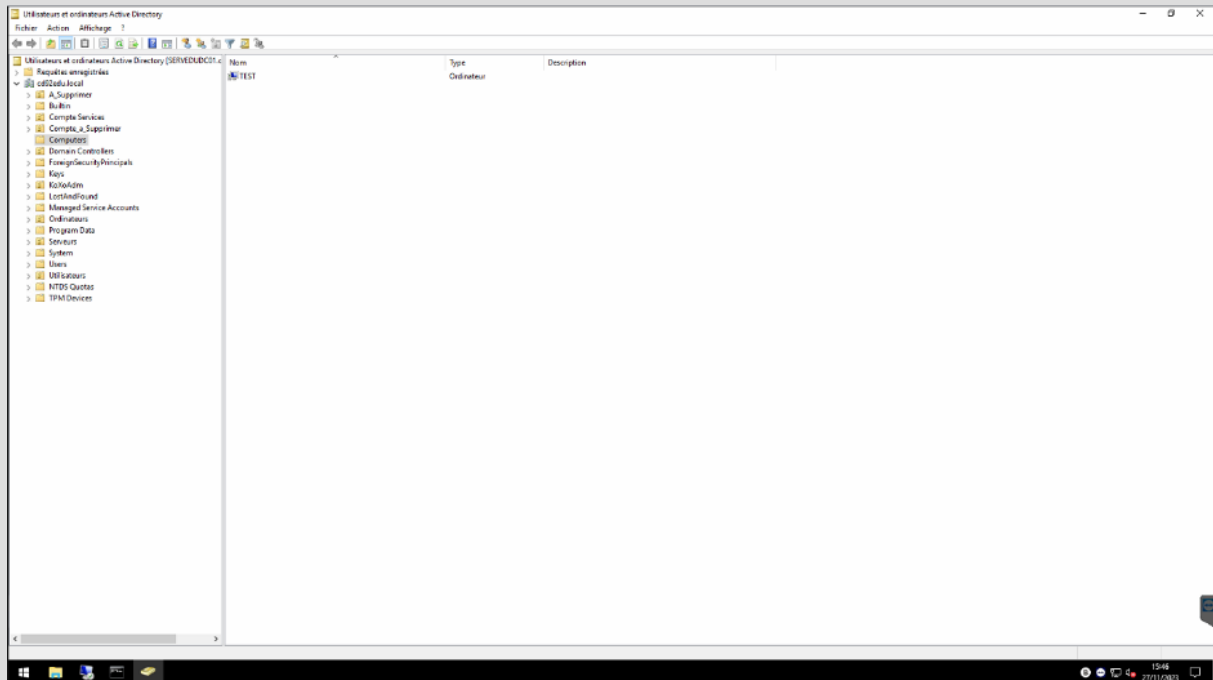 Utilisateurs et ordinateurs Active Directory
Fichier Action Affichage ?
Utilisateurs et ordinateurs Active Directory [SERVEDUDC01.c
Requêtes enregistrées
cd62edu.local
A_Supprimer
Builtin
Compte Services
Compte_a_Supprimer
Computers
Domain Controllers
ForeignSecurityPrincipals
Keys
KoXoAdm
LostAndFound
Managed Service Accounts
Ordinateurs
Program Data
Serveurs
System
Users
Utilisateurs
NTDS Quotas
TPM Devices
Nom Type Description
TEST Ordinateur
15:46
27/11/2023